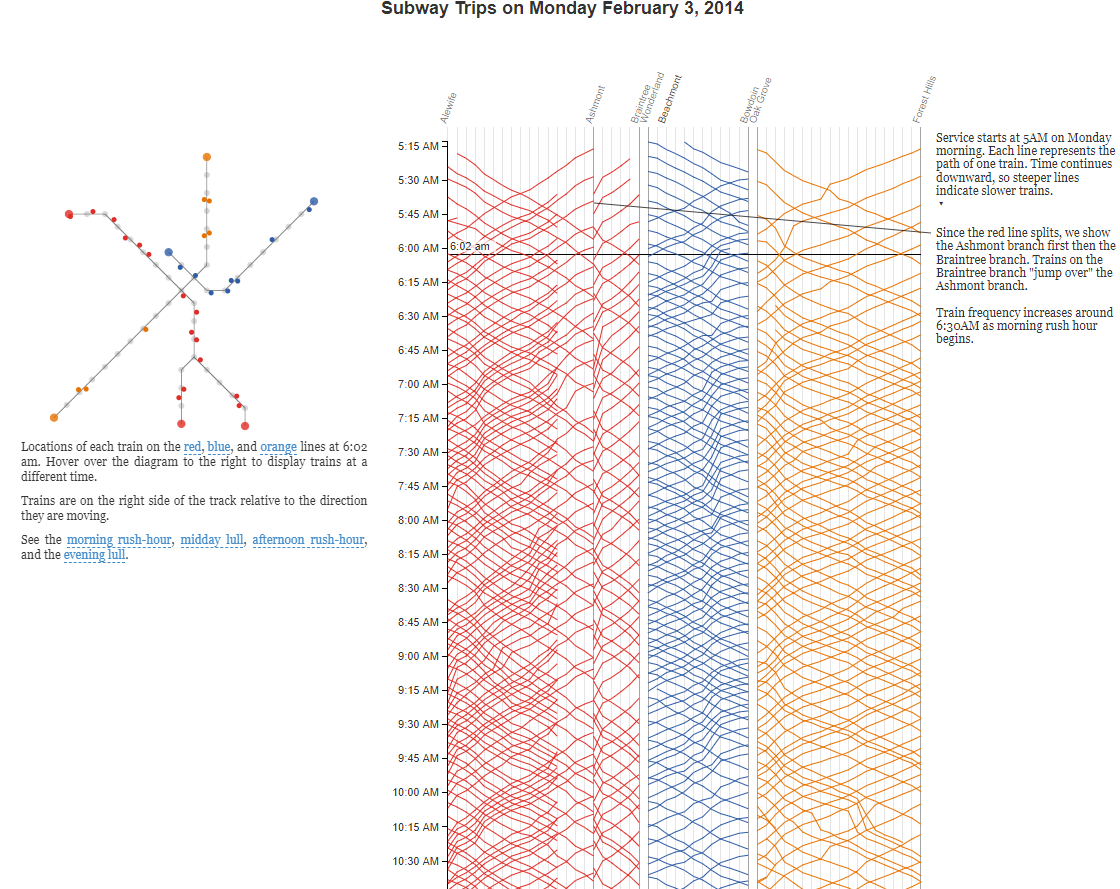 Subway Trips on Monday February 3, 2014
Alewife
Ashmont
Braintree
Wonderland
Beachmont
Bowdoin
Oak Grove
Forest Hills
5:15 AM
5:30 AM
5:45 AM
6:00 AM
6:02 am
6:15 AM
6:30 AM
6:45 AM
7:00 AM
7:15 AM
7:30 AM
7:45 AM
8:00 AM
8:15 AM
8:30 AM
8:45 AM
9:00 AM
9:15 AM
9:30 AM
9:45 AM
10:00 AM
10:15 AM
10:30 AM
Service starts at 5AM on Monday
morning. Each line represents the
path of one train. Time continues
downward, so steeper lines
indicate slower trains.
Since the red line splits, we show
the Ashmont branch first then the
Braintree branch. Trains on the
Braintree branch "jump over" the
Ashmont branch.
Train frequency increases around
6:30AM as morning rush hour
begins.
Locations of each train on the red, blue, and orange lines at 6:02
am. Hover over the diagram to the right to display trains at a
different time.
Trains are on the right side of the track relative to the direction
they are moving.
See the morning rush-hour, midday lull, afternoon rush-hour,
and the evening lull.